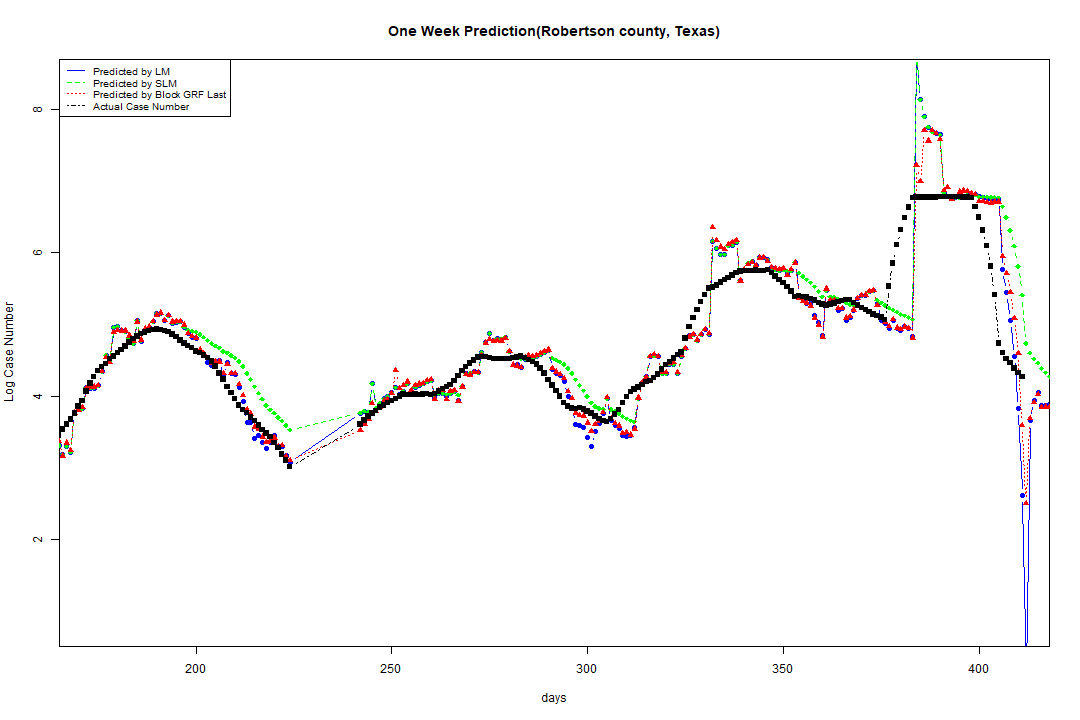 One Week Prediction(Robertson county, Texas)
Predicted by LM
Predicted by SLM
Predicted by Block GRF Last
Actual Case Number
Log Case Number
8
6
4
2
200
250
300
350
400
days